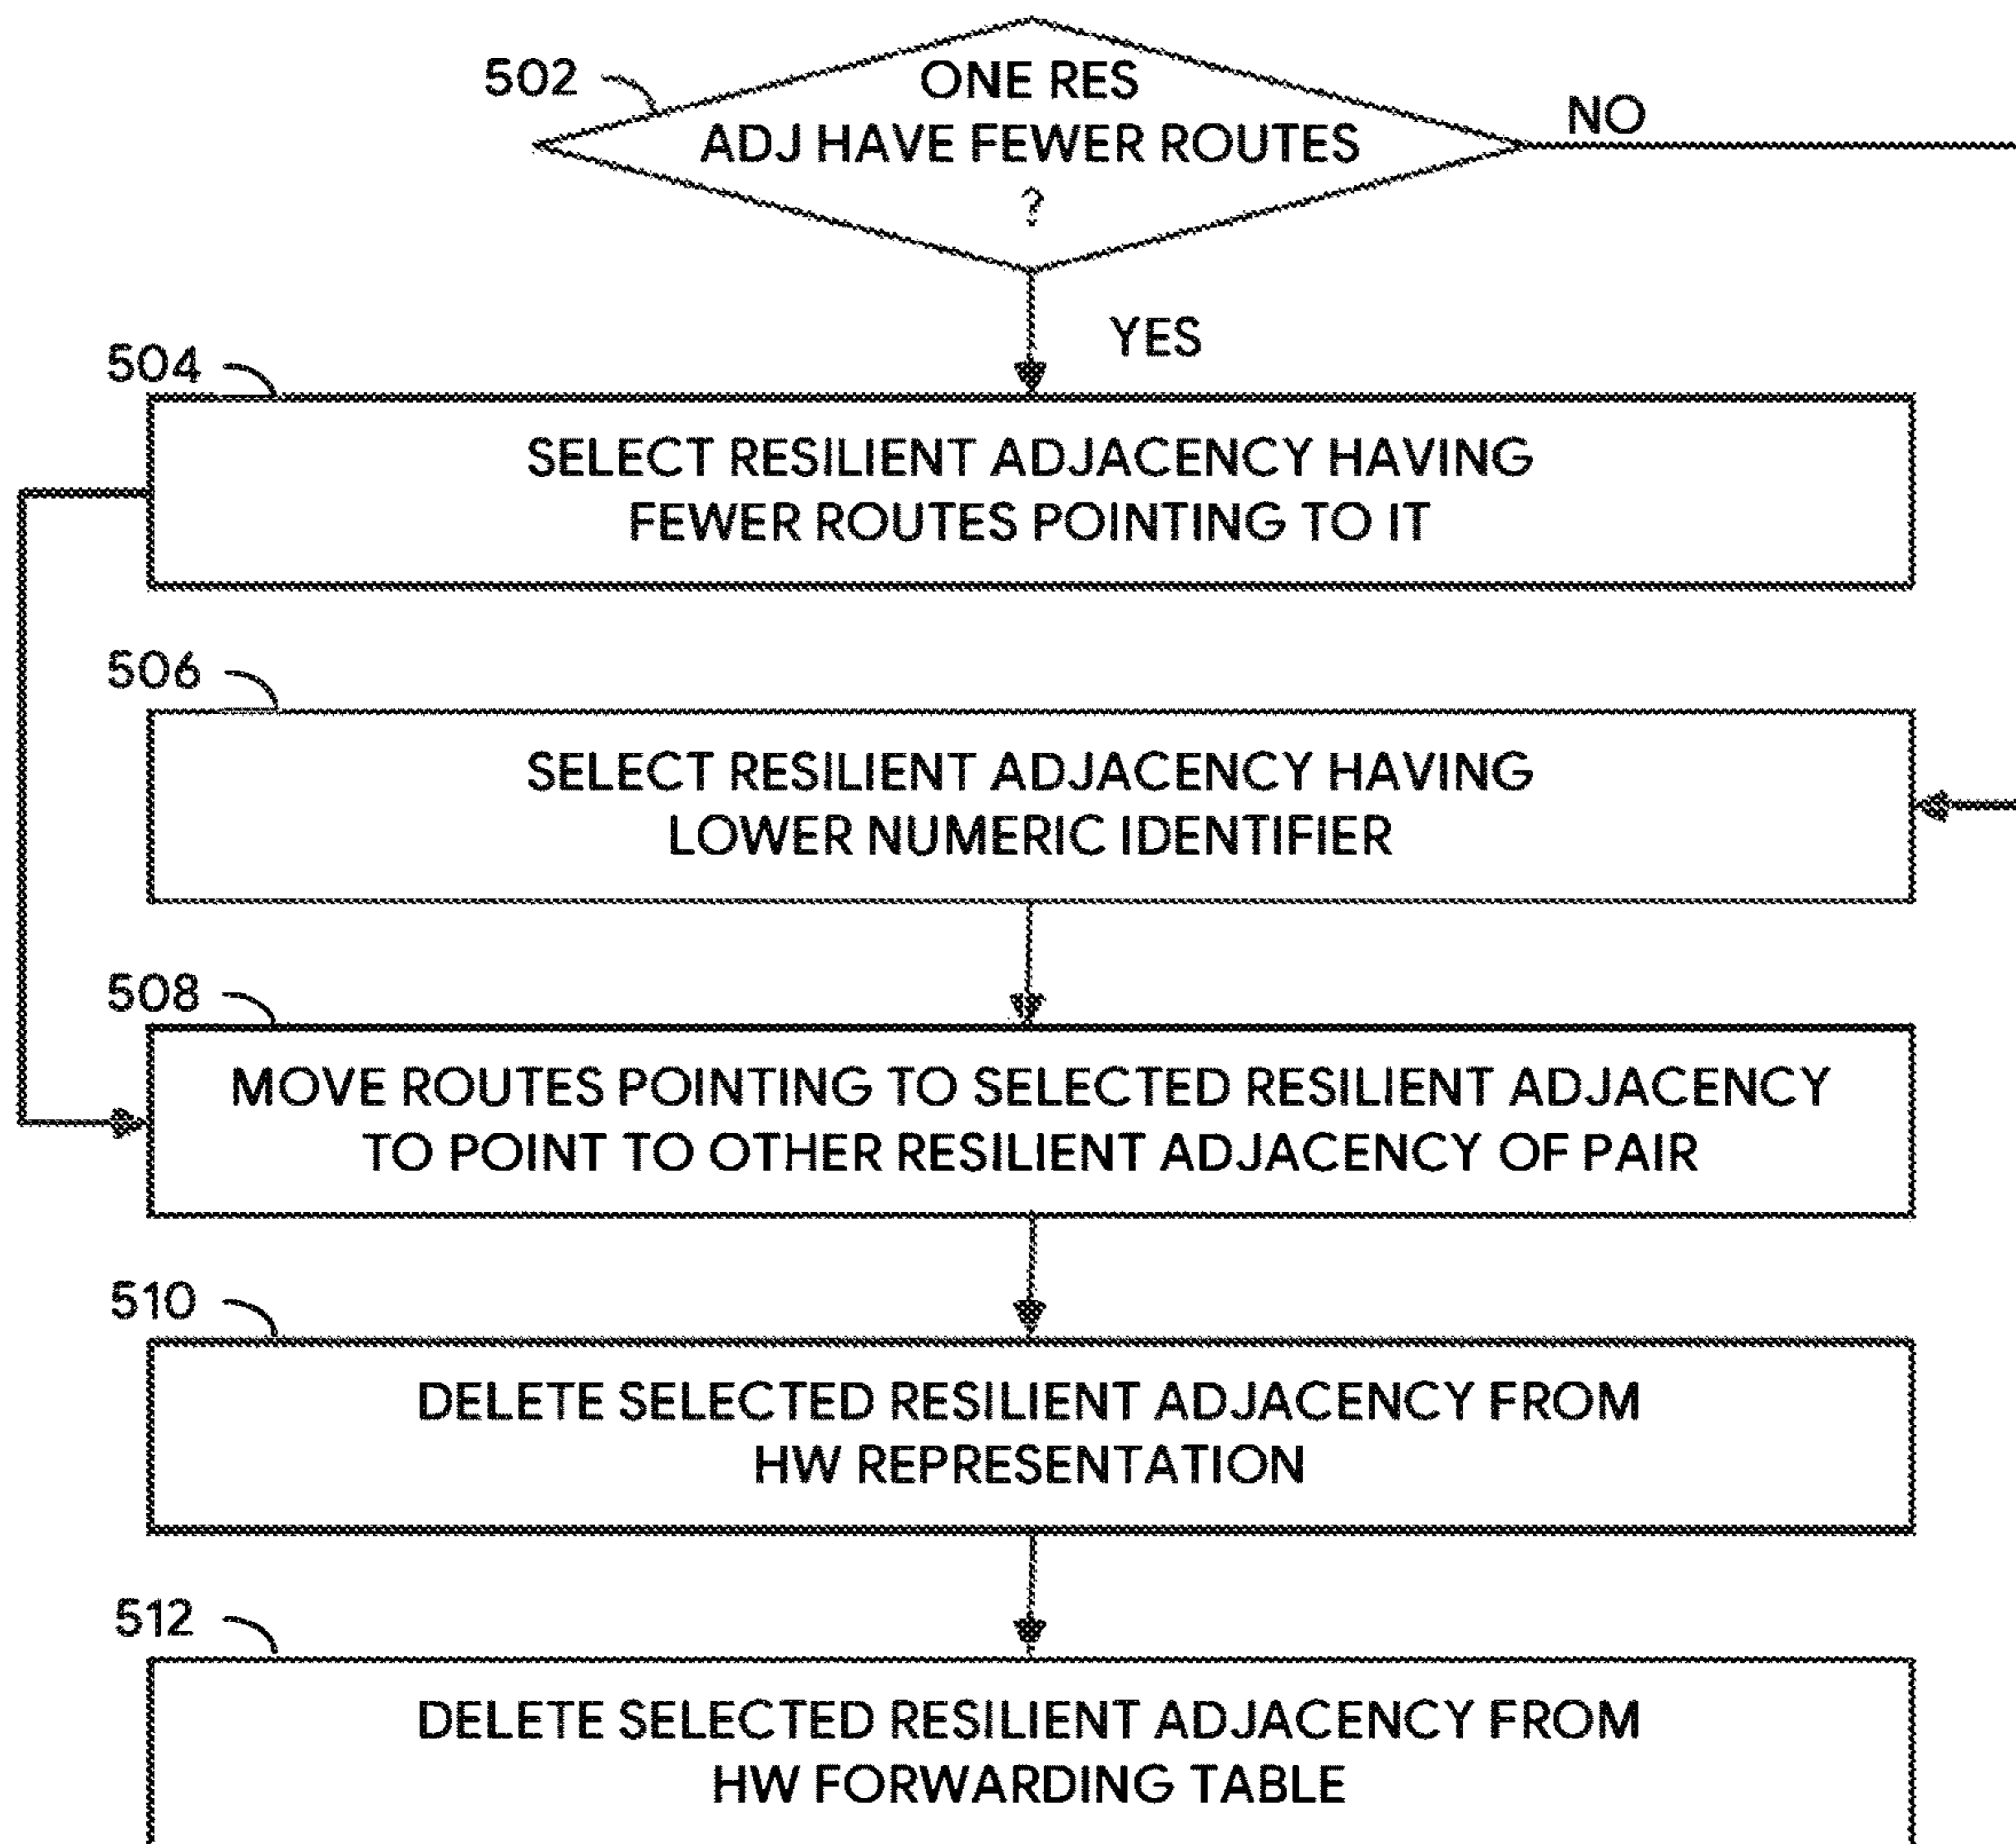 502
ONE RES
ADJ HAVE FEWER ROUTES
?
NO
YES
504
SELECT RESILIENT ADJACENCY HAVING
FEWER ROUTES POINTING TO IT
506
SELECT RESILIENT ADJACENCY HAVING
LOWER NUMERIC IDENTIFIER
508
MOVE ROUTES POINTING TO SELECTED RESILIENT ADJACENCY
TO POINT TO OTHER RESILIENT ADJACENCY OF PAIR
510
DELETE SELECTED RESILIENT ADJACENCY FROM
HW REPRESENTATION
512
DELETE SELECTED RESILIENT ADJACENCY FROM
HW FORWARDING TABLE